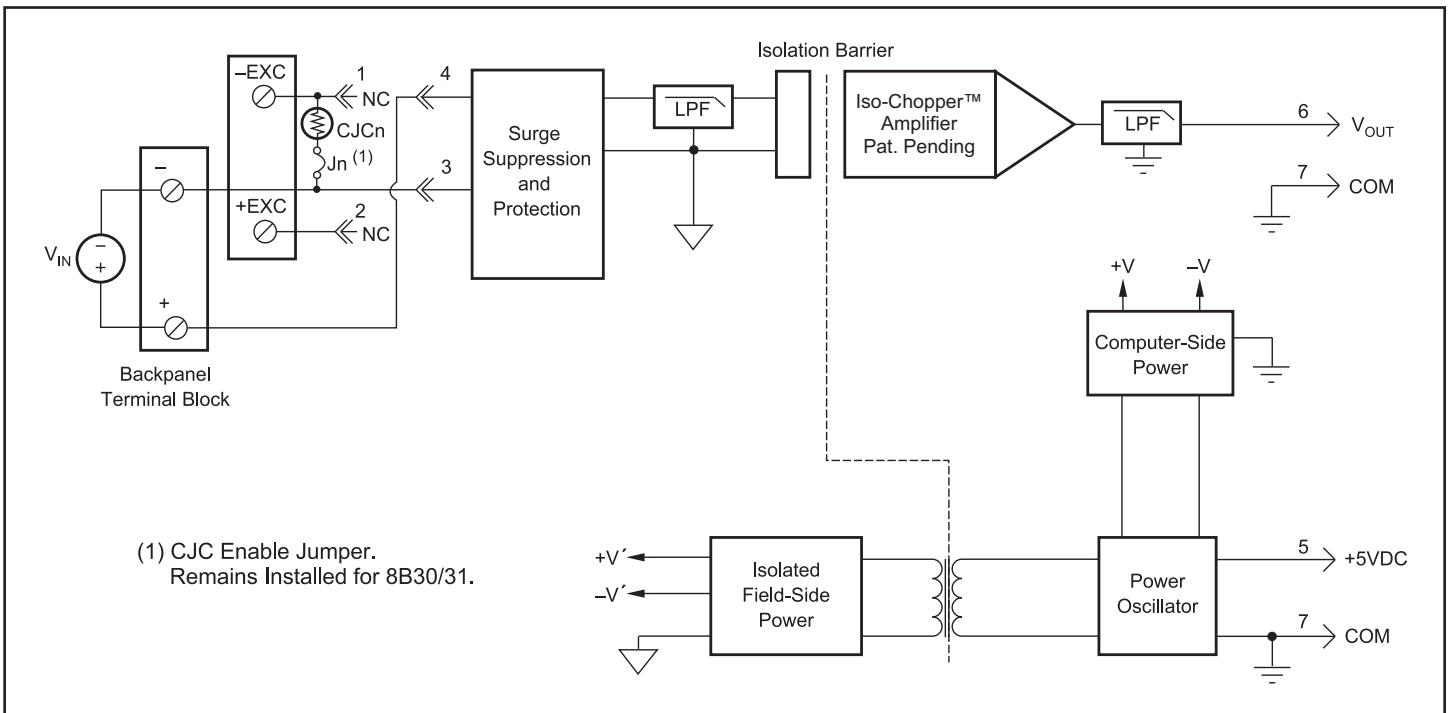 Isolation Barrier
–EXC
1
NC
4
CJCn
Jn (1)
–
3
+EXC
2
NC
VIN
–
+
+
Backpanel
Terminal Block
Surge
Suppression
and
Protection
LPF
Iso-Chopper™
Amplifier
Pat. Pending
LPF
6
VOUT
7
COM
+V
–V
Computer-Side
Power
(1) CJC Enable Jumper.
Remains Installed for 8B30/31.
+V´
–V´
Isolated
Field-Side
Power
Power
Oscillator
5
+5VDC
7
COM